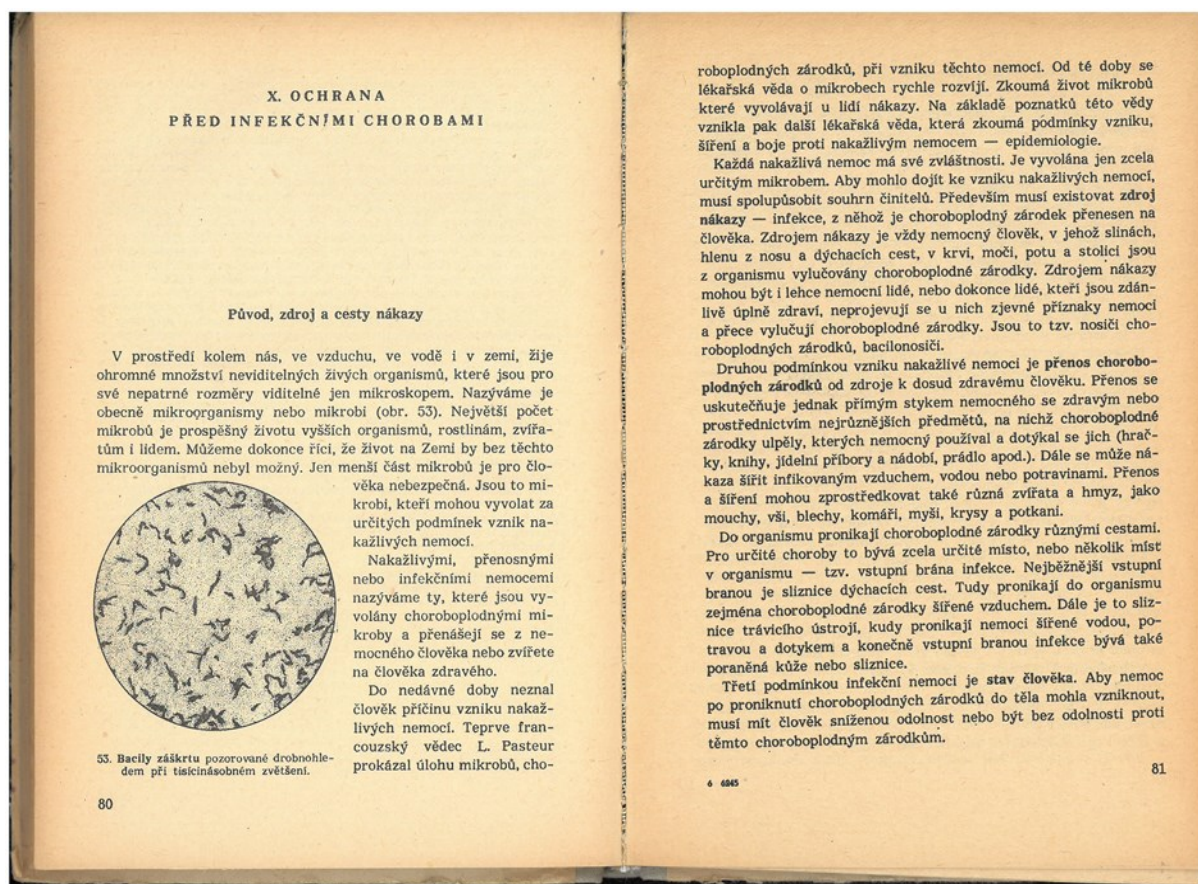 X. OCHRANA
PŘED INFEKČNÍMI CHOROBAMI
Původ, zdroj a cesty nákazy
V prostředí kolem nás, ve vzduchu, ve vodě i v zemi, žije
ohromné množství neviditelných živých organismů, které jsou pro
své nepatrné rozměry viditelné jen mikroskopem. Nazýváme je
obecně mikroorganismy nebo mikrobi (obr. 53). Největší počet
mikrobů je prospěšný životu vyšších organismů, rostlinám, zvířa-
tům i lidem. Můžeme dokonce říci, že život na Zemi by bez těchto
mikroorganismů nebyl možný. Jen menší část mikrobů je pro člo-
věka nebezpečná. Jsou to mi-
krobi, kteří mohou vyvolat za
určitých podmínek vznik na-
kažlivých nemocí.
Nakažlivými, přenosnými
nebo infekčními nemocemi
nazýváme ty, které jsou vy-
volány choroboplodnými mi-
kroby a přenášejí se z ne-
mocného člověka nebo zvířete
na člověka zdravého.
Do nedávné doby neznal
člověk příčinu vzniku nakaž-
livých nemocí. Teprve fran-
couzský vědec L. Pasteur
prokázal úlohu mikrobů, cho-
53. Bacily záškrtu pozorované drobnohle-
dem při tisícinásobném zvětšení.
80
roboplodných zárodků, při vzniku těchto nemocí. Od té doby se
lékařská věda o mikrobech rychle rozvíjí. Zkoumá život mikrobů
které vyvolávají u lidí nákazy. Na základě poznatků této vědy
vznikla pak další lékařská věda, která zkoumá podmínky vzniku,
šíření a boje proti nakažlivým nemocem — epidemiologie.
Každá nakažlivá nemoc má své zvláštnosti. Je vyvolána jen zcela
určitým mikrobem. Aby mohlo dojít ke vzniku nakažlivých nemocí,
musí spolupůsobit souhrn činitelů. Především musí existovat zdroj
nákazy — infekce, z něhož je choroboplodný zárodek přenesen na
člověka. Zdrojem nákazy je vždy nemocný člověk, v jehož slinách,
hlenu z nosu a dýchacích cest, v krvi, moči, potu a stolici jsou
z organismu vylučovány choroboplodné zárodky. Zdrojem nákazy
mohou být i lehce nemocní lidé, nebo dokonce lidé, kteří jsou zdán-
livě úplně zdraví, neprojevují se u nich zjevné příznaky nemoci
a přece vylučují choroboplodné zárodky. Jsou to tzv. nosiči cho-
roboplodných zárodků, bacilonosiči.
Druhou podmínkou vzniku nakažlivé nemoci je přenos chorobo-
plodných zárodků od zdroje k dosud zdravému člověku. Přenos se
uskutečňuje jednak přímým stykem nemocného se zdravým nebo
prostřednictvím nejrůznějších předmětů, na nichž choroboplodné
zárodky ulpěly, kterých nemocný používal a dotýkal se jich (hrač-
ky, knihy, jídelní příbory a nádobí, prádlo apod.). Dále se může ná-
kaza šířit infikovaným vzduchem, vodou nebo potravinami. Přenos
a šíření mohou zprostředkovat také různá zvířata a hmyz, jako
mouchy, vši, blechy, komáři, myši, krysy a potkani.
Do organismu pronikají choroboplodné zárodky různými cestami.
Pro určité choroby to bývá zcela určité místo, nebo několik míst
v organismu — tzv. vstupní brána infekce. Nejběžnější vstupní
branou je sliznice dýchacích cest. Tudy pronikají do organismu
zejména choroboplodné zárodky šířené vzduchem. Dále je to sliz-
nice trávicího ústrojí, kudy pronikají nemoci šířené vodou, po-
travou a dotykem a konečně vstupní branou infekce bývá také
poraněná kůže nebo sliznice.
Třetí podmínkou infekční nemoci je stav člověka. Aby nemoc
po proniknutí choroboplodných zárodků do těla mohla vzniknout,
musí mít člověk sníženou odolnost nebo být bez odolnosti proti
těmto choroboplodným zárodkům.
6 6245
81